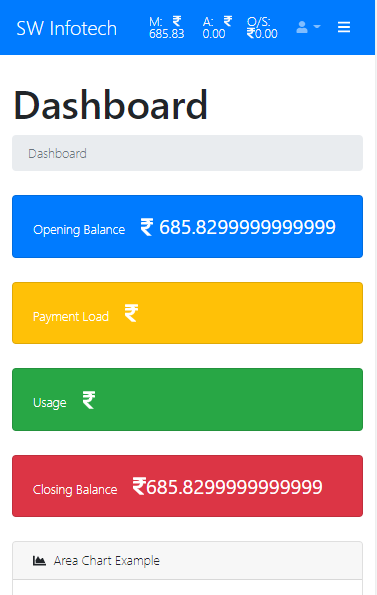 SW Infotech
M: ₹ A: ₹ O/S:
685.83 0.00 ₹0.00
Dashboard
Dashboard
Opening Balance ₹ 685.8299999999999
Payment Load ₹
Usage ₹
Closing Balance ₹685.8299999999999
Area Chart Example